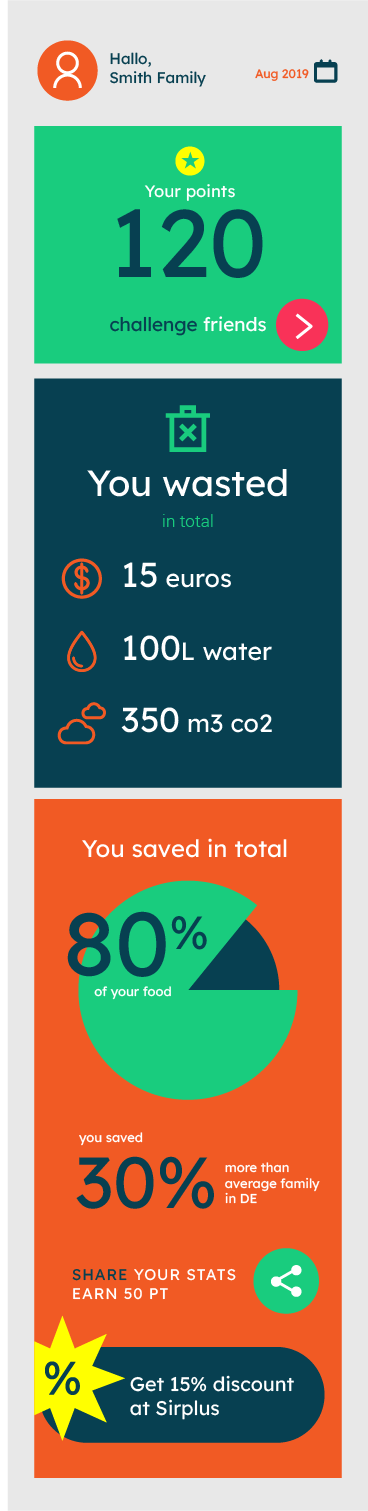 Hallo,
Smith Family
Aug 2019
Your points
120
challenge friends
You wasted
in total
15 euros
100L water
350 m3 co2
You saved in total
80%
of your food
you saved
30%
more than
average family
in DE
SHARE YOUR STATS
EARN 50 PT
%
Get 15% discount
at Sirplus